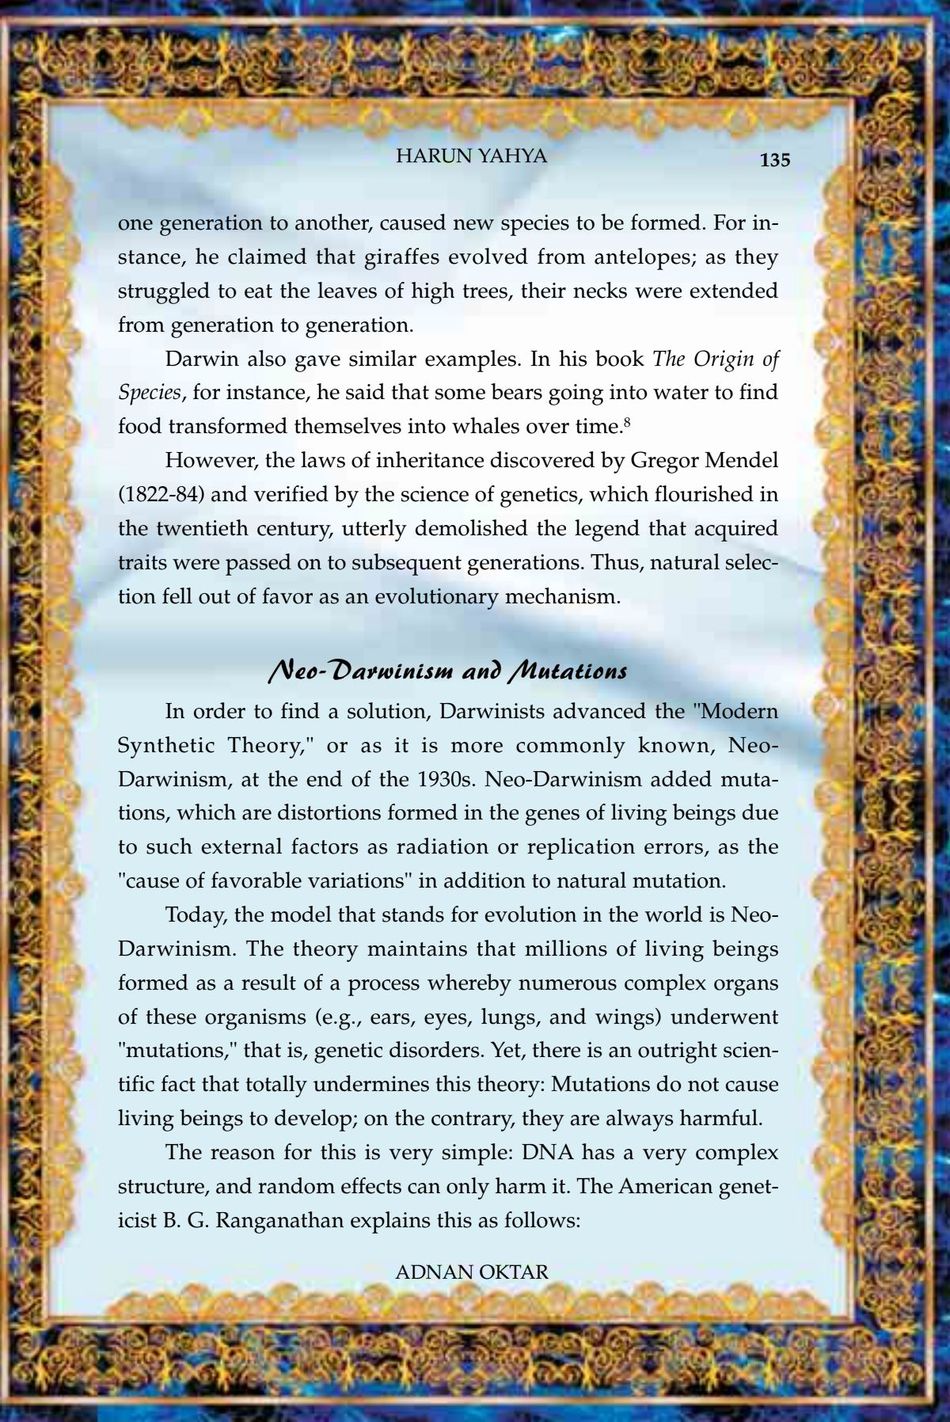 HARUN YAHYA
135
one generation to another, caused new species to be formed. For in-
stance, he claimed that giraffes evolved from antelopes; as they
struggled to eat the leaves of high trees, their necks were extended
from generation to generation.
Darwin also gave similar examples. In his book The Origin of
Species, for instance, he said that some bears going into water to find
food transformed themselves into whales over time.8
However, the laws of inheritance discovered by Gregor Mendel
(1822-84) and verified by the science of genetics, which flourished in
the twentieth century, utterly demolished the legend that acquired
traits were passed on to subsequent generations. Thus, natural selec-
tion fell out of favor as an evolutionary mechanism.
Neo-Darwinism and Mutations
In order to find a solution, Darwinists advanced the "Modern
Synthetic Theory," or as it is more commonly known, Neo-
Darwinism, at the end of the 1930s. Neo-Darwinism added muta-
tions, which are distortions formed in the genes of living beings due
to such external factors as radiation or replication errors, as the
"cause of favorable variations" in addition to natural mutation.
Today, the model that stands for evolution in the world is Neo-
Darwinism. The theory maintains that millions of living beings
formed as a result of a process whereby numerous complex organs
of these organisms (e.g., ears, eyes, lungs, and wings) underwent
"mutations," that is, genetic disorders. Yet, there is an outright scien-
tific fact that totally undermines this theory: Mutations do not cause
living beings to develop; on the contrary, they are always harmful.
The reason for this is very simple: DNA has a very complex
structure, and random effects can only harm it. The American genet-
icist B. G. Ranganathan explains this as follows:
ADNAN OKTAR